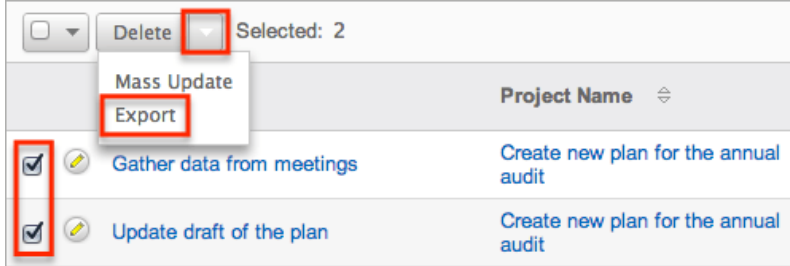 Delete Selected: 2
Mass Update
Export
Project Name
Gather data from meetings
Create new plan for the annual
audit
Update draft of the plan
Create new plan for the annual
audit